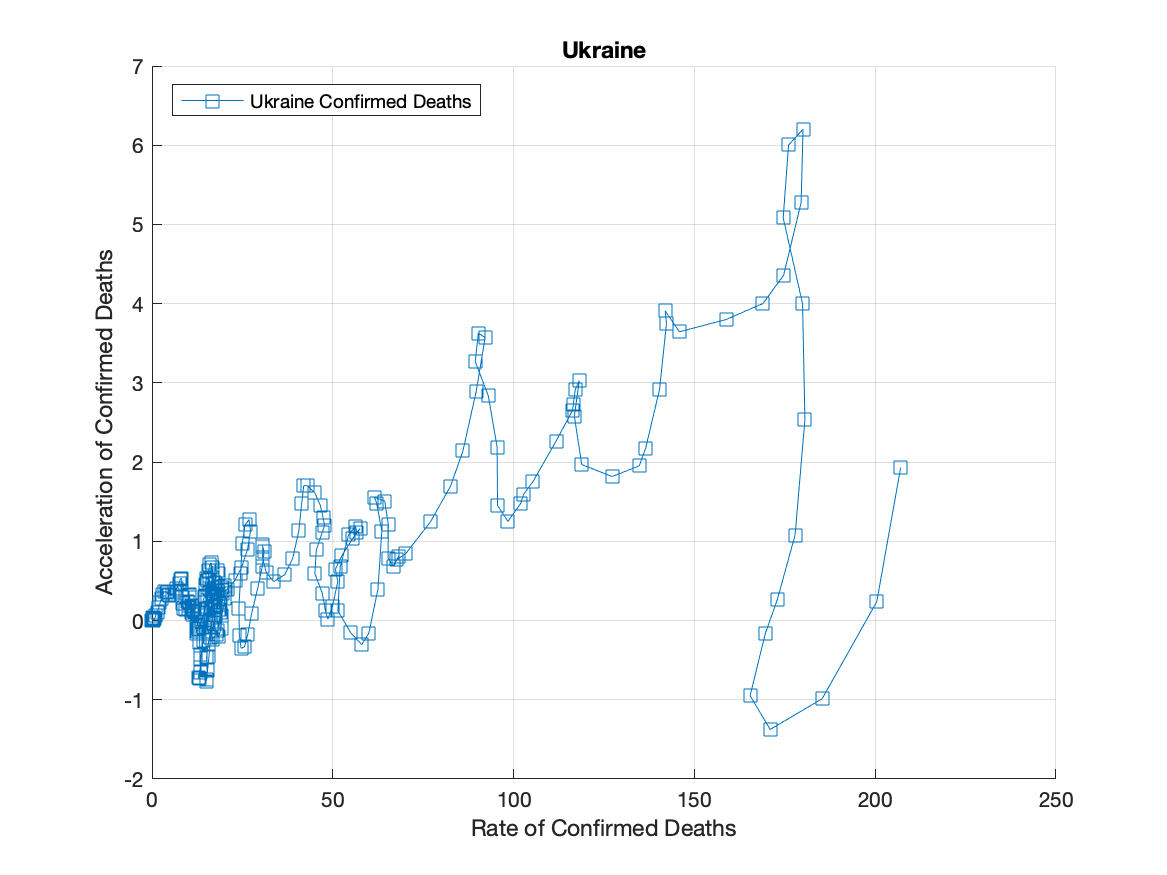 Ukraine
Ukraine Confirmed Deaths
7
6
5
4
3
2
1
0
-1
-2
0 50 100 150 200 250
Acceleration of Confirmed Deaths
Rate of Confirmed Deaths